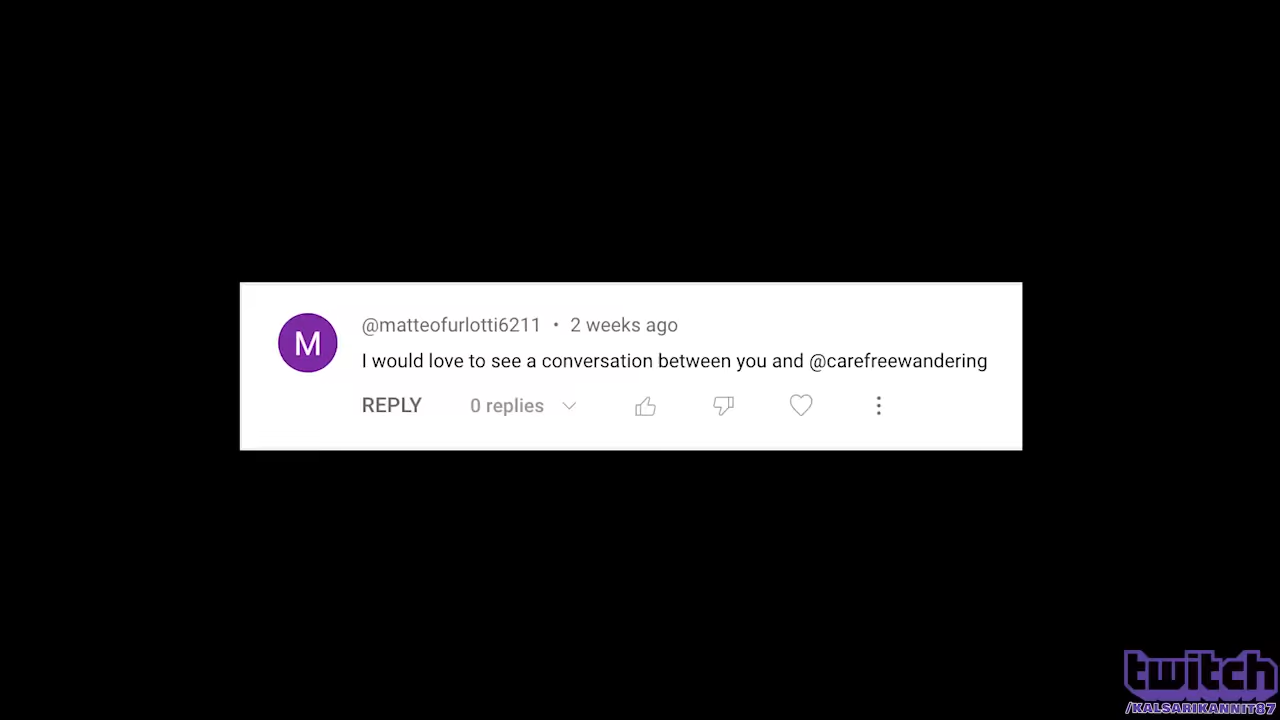 M
@matteofurlotti6211 • 2 weeks ago
I would love to see a conversation between you and @carefreewandering
REPLY 0 replies
twitch
/KALSARIKANNIT87